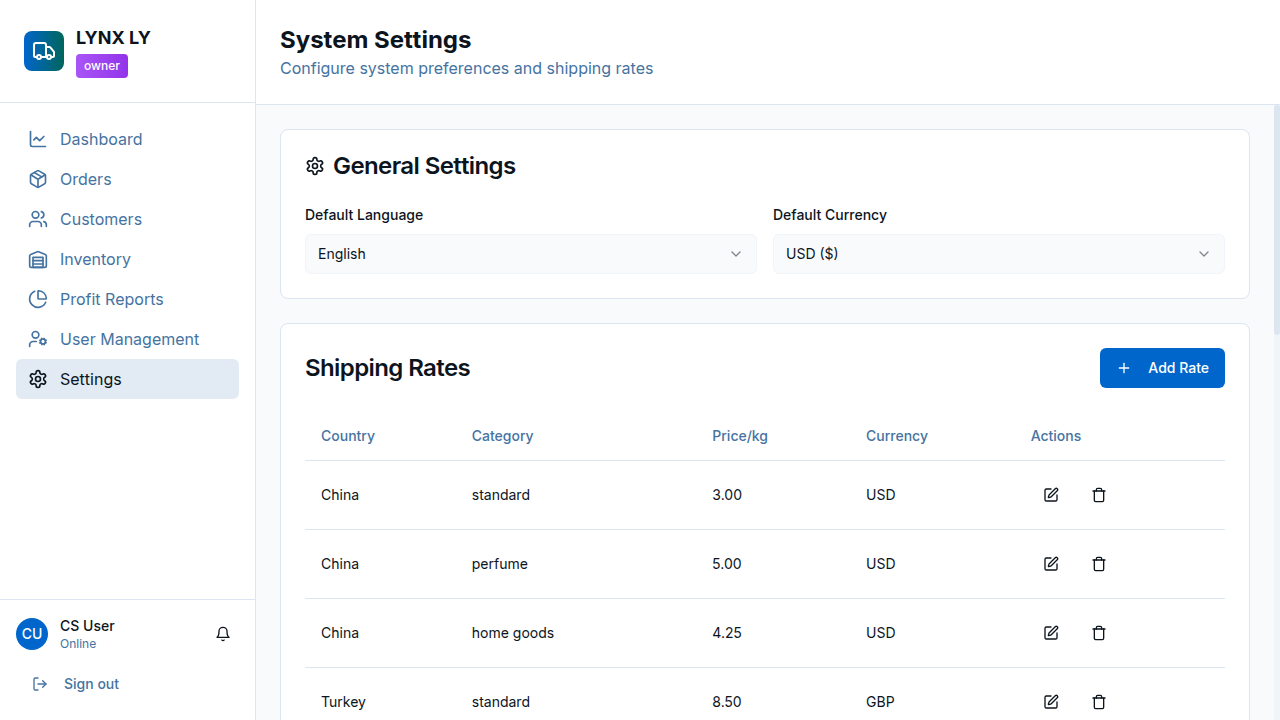 LYNX LY
owner
Dashboard
Orders
Customers
Inventory
Profit Reports
User Management
Settings
CU
CS User
Online
Sign out
System Settings
Configure system preferences and shipping rates
General Settings
Default Language
Default Currency
English
USD ($)
Shipping Rates
Add Rate
Country Category Price/kg Currency Actions
China standard 3.00 USD
China perfume 5.00 USD
China home goods 4.25 USD
Turkey standard 8.50 GBP